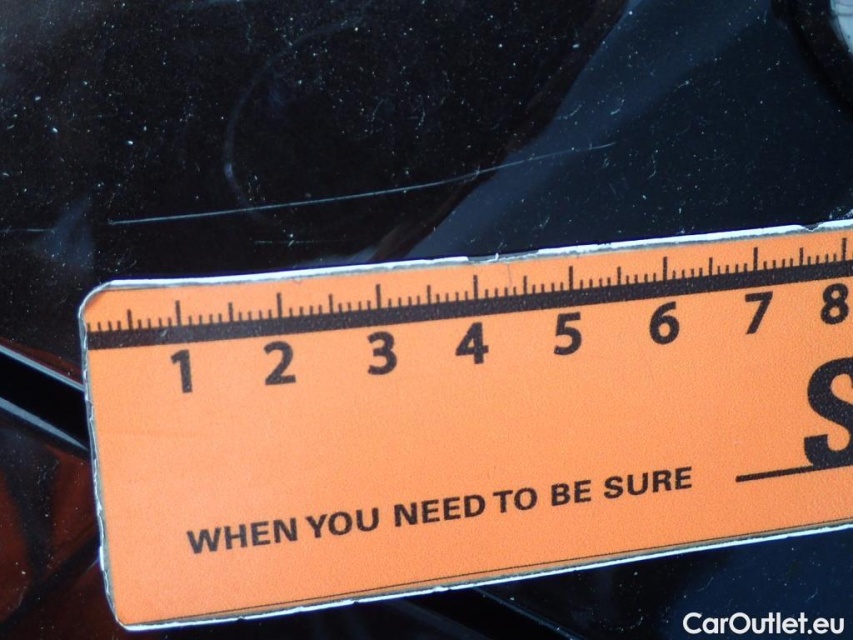 1 2 3 4 5 6 7 8
S
WHEN YOU NEED TO BE SURE
CarOutlet.eu